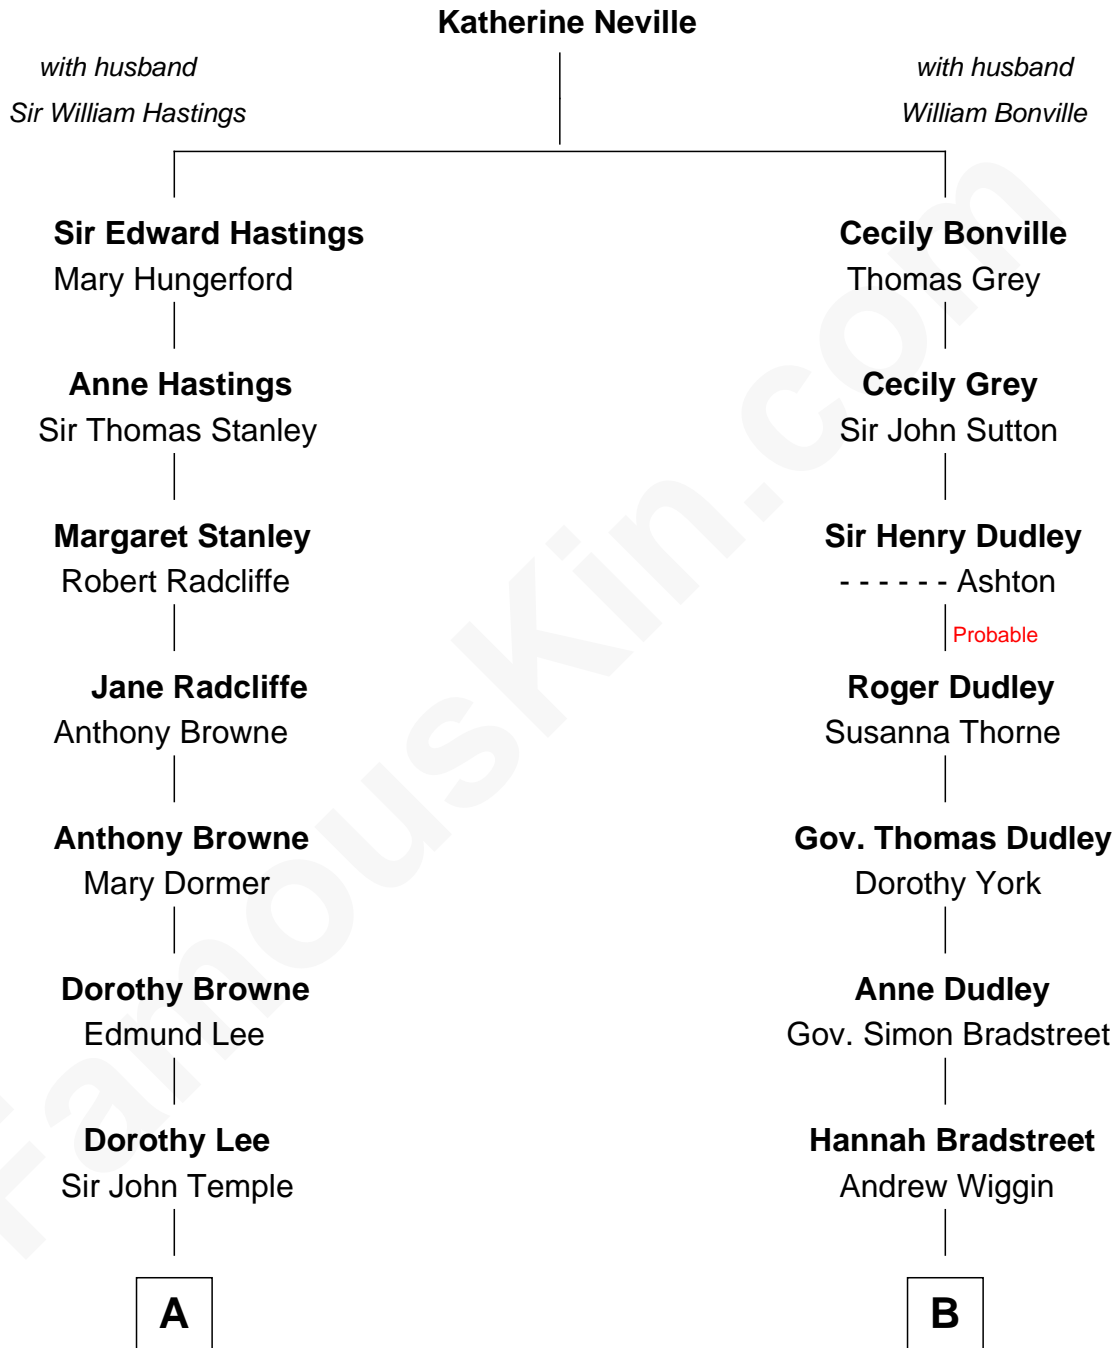 Katherine Neville
with husband
Sir William Hastings
with husband
William Bonville
Sir Edward Hastings
Mary Hungerford
Cecily Bonville
Thomas Grey
Anne Hastings
Sir Thomas Stanley
Cecily Grey
Sir John Sutton
Margaret Stanley
Robert Radcliffe
Sir Henry Dudley
- - - - - - Ashton
Probable
Jane Radcliffe
Anthony Browne
Roger Dudley
Susanna Thorne
Anthony Browne
Mary Dormer
Gov. Thomas Dudley
Dorothy York
Dorothy Browne
Edmund Lee
Anne Dudley
Gov. Simon Bradstreet
Dorothy Lee
Sir John Temple
Hannah Bradstreet
Andrew Wiggin
A
B
FamousKin.com